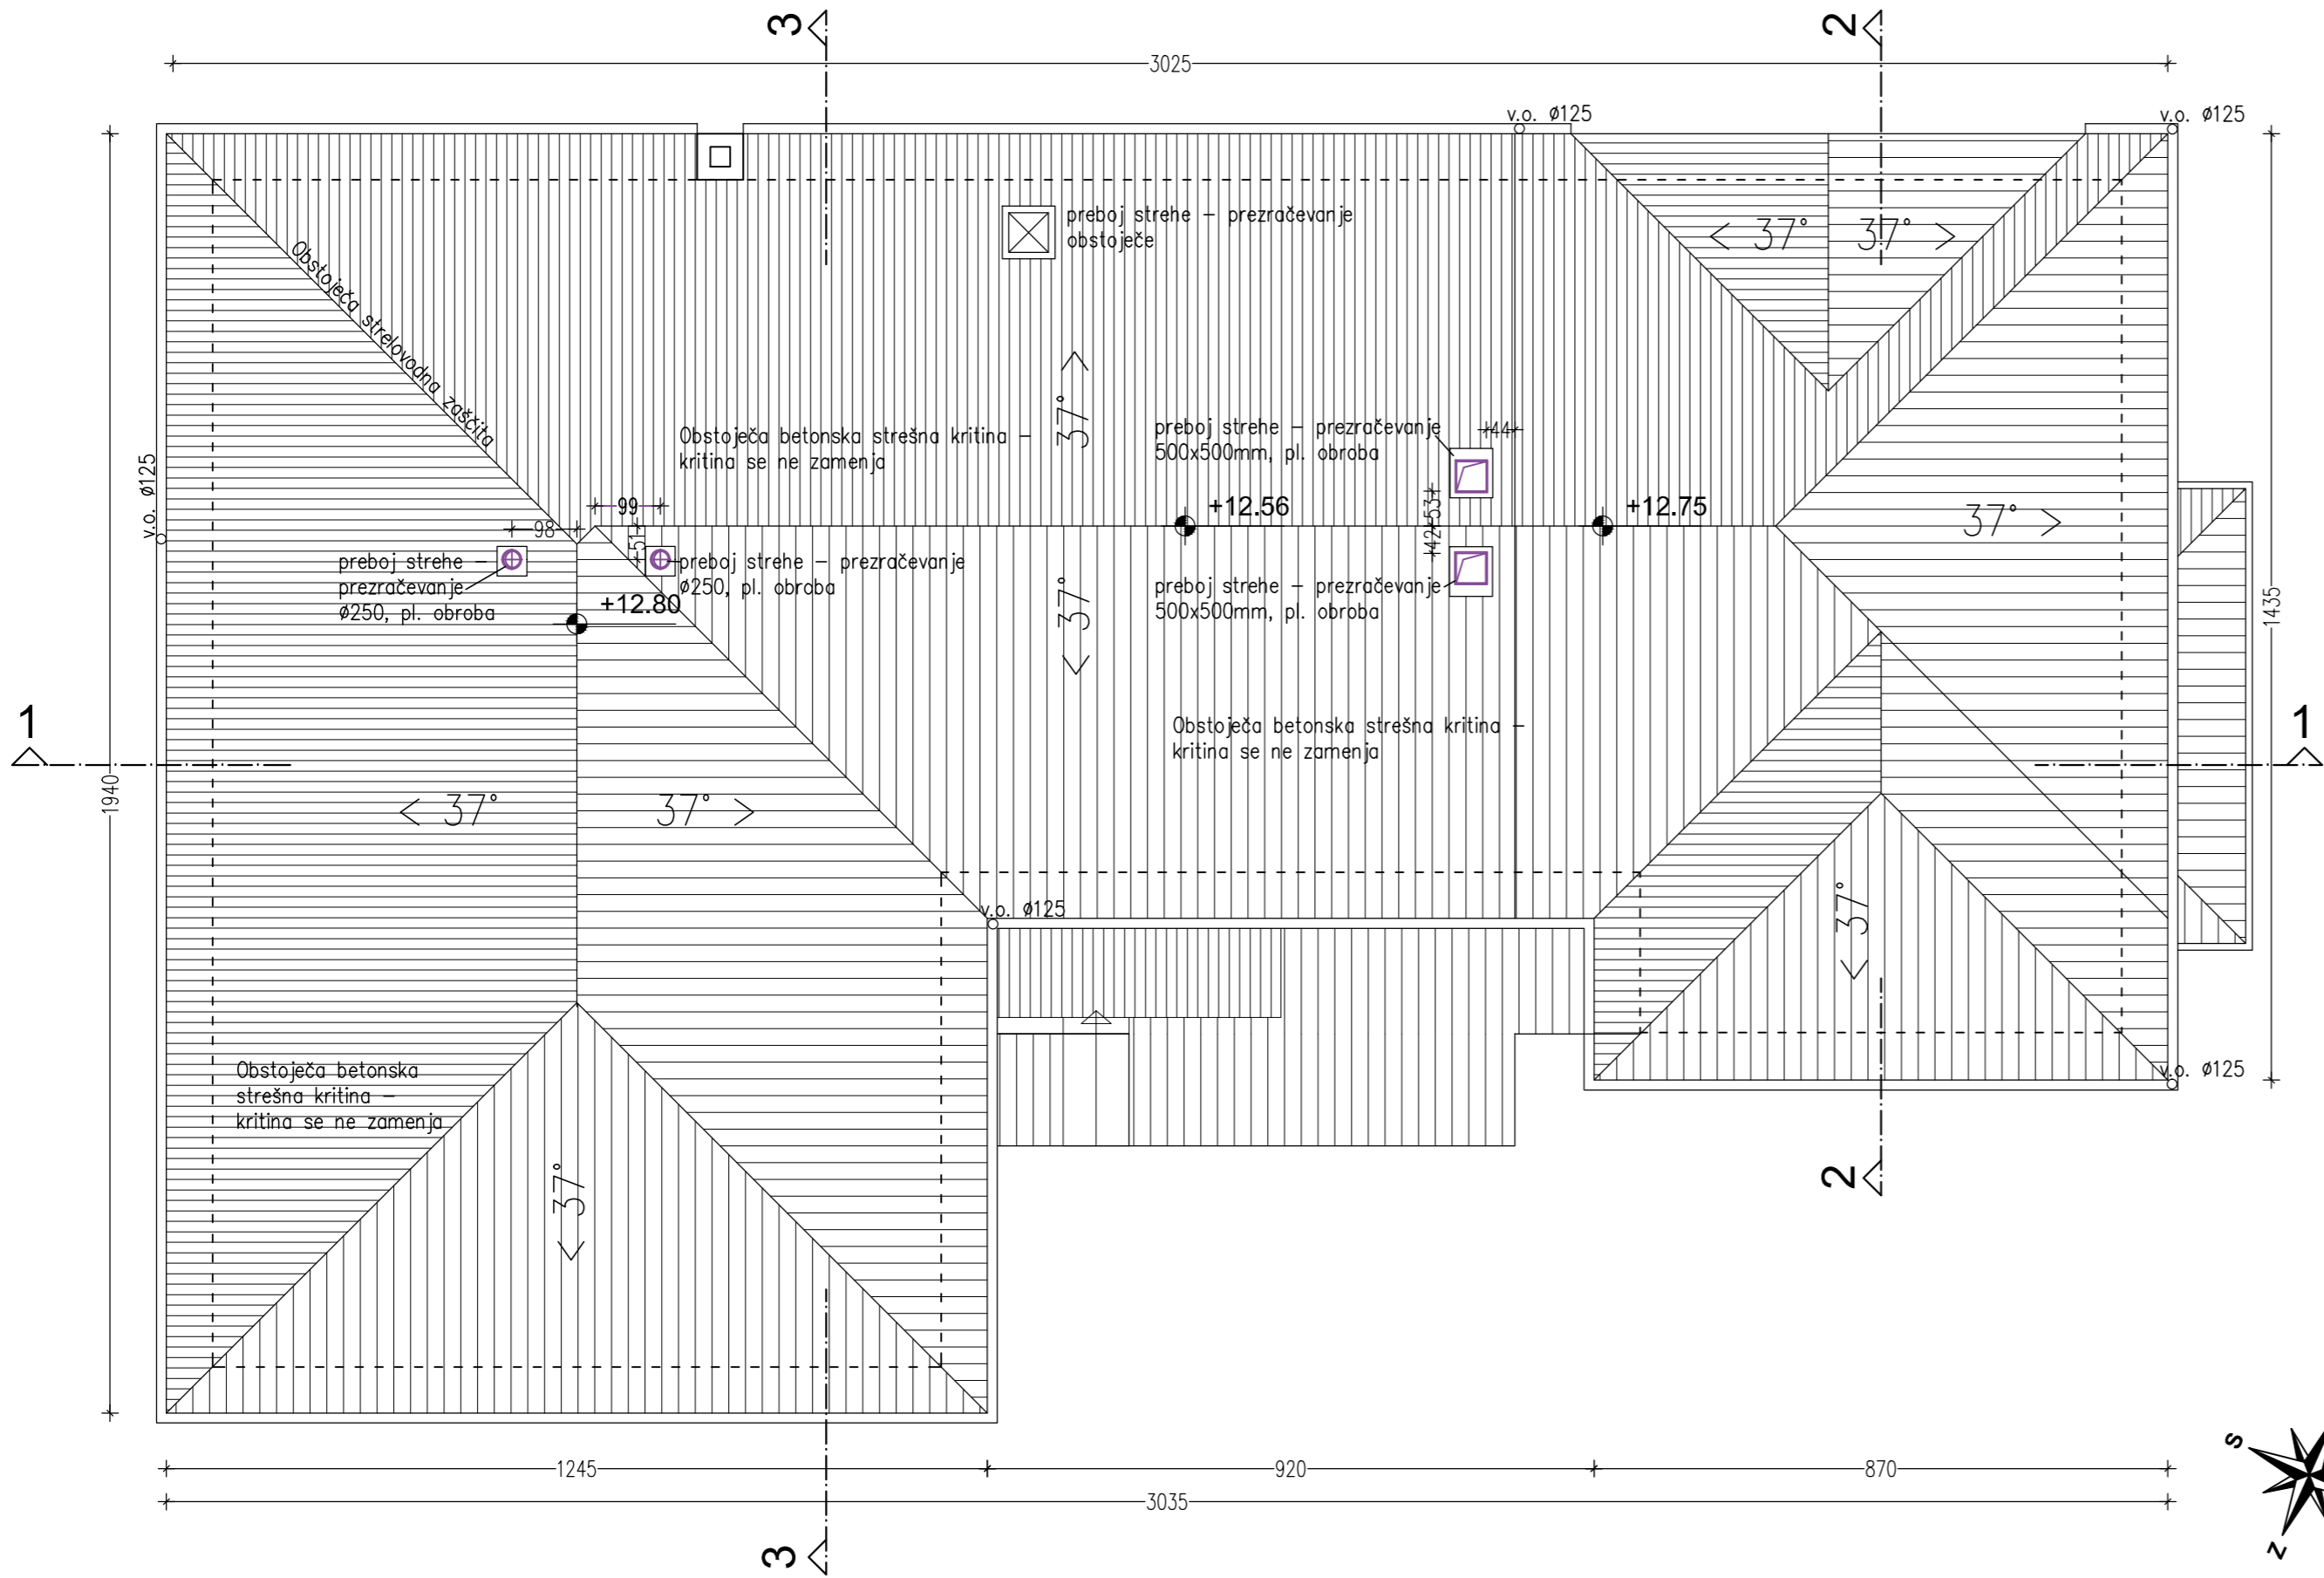 3
2
3025
v.o. ø125
v.o. ø125
preboj strehe – prezračevanje
obstoječe
37°
37°
Obstoječa strelovodna zaščita
37°
Obstoječa betonska strešna kritina –
kritina se ne zamenja
preboj strehe – prezračevanje
500x500mm, pl. obroba
44
v.o. ø125
99
98
51
+12.56
53
42
+12.75
37°
preboj strehe –
prezračevanje
ø250, pl. obroba
preboj strehe – prezračevanje
ø250, pl. obroba
+12.80
37°
preboj strehe – prezračevanje
500x500mm, pl. obroba
1435
1
1
Obstoječa betonska strešna kritina –
kritina se ne zamenja
1940
37°
37°
37°
v.o. ø125
Obstoječa betonska
strešna kritina –
kritina se ne zamenja
v.o. ø125
37°
2
1245
920
870
3035
3
S
Z